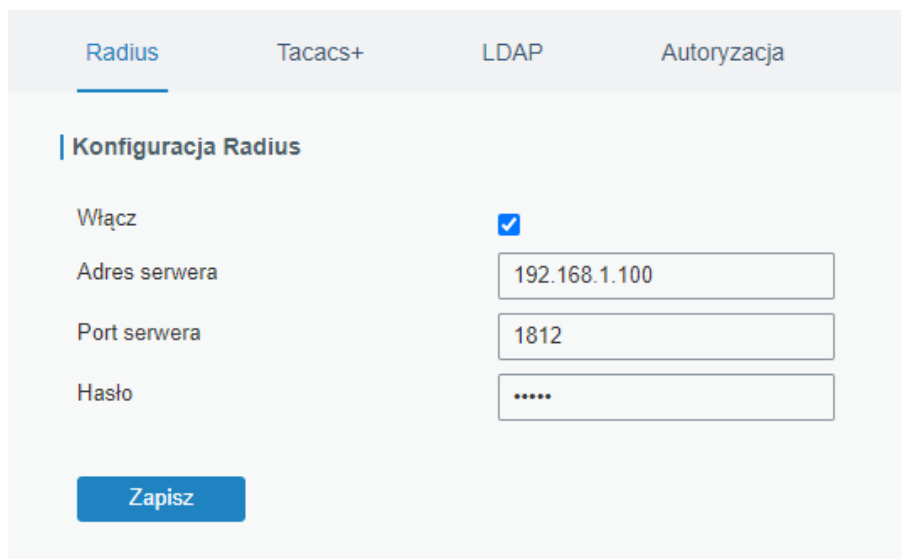 Radius Tacacs+ LDAP Autoryzacja
Konfiguracja Radius
Włącz
Adres serwera 192.168.1.100
Port serwera 1812
Hasło •••••
Zapisz